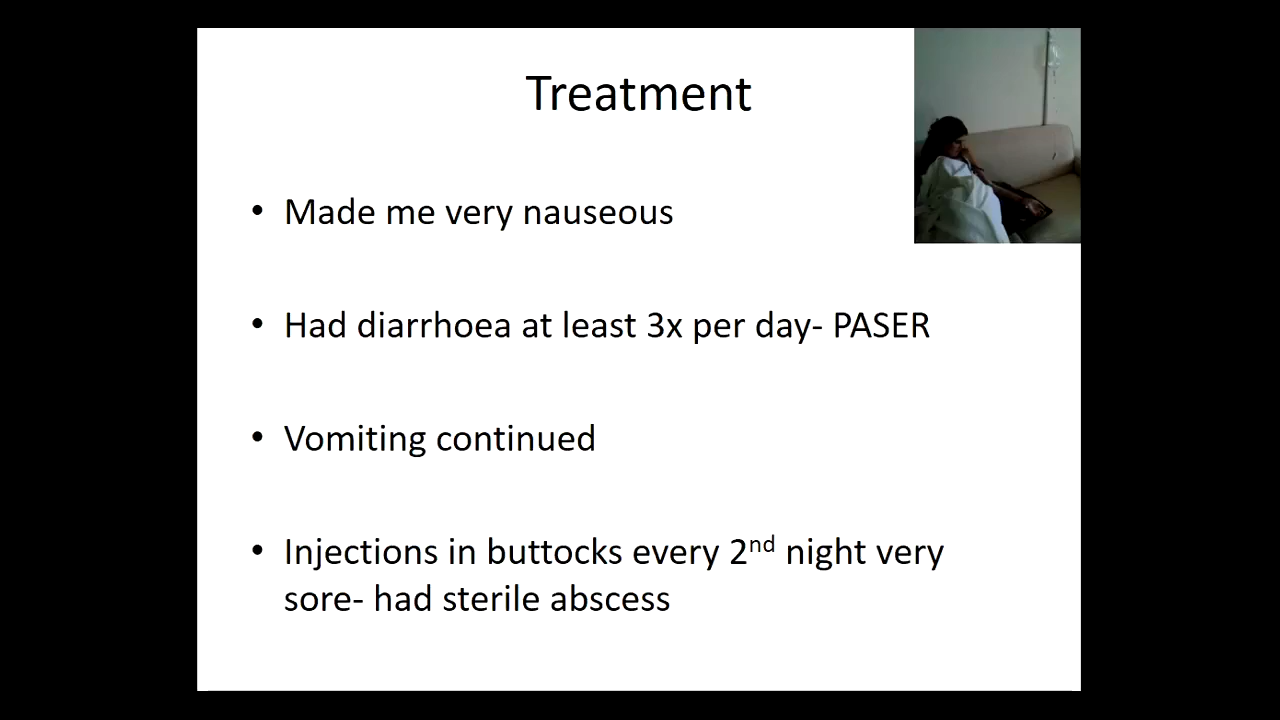 Treatment
• Made me very nauseous
• Had diarrhoea at least 3x per day- PASER
• Vomiting continued
• Injections in buttocks every 2nd night very
sore- had sterile abscess